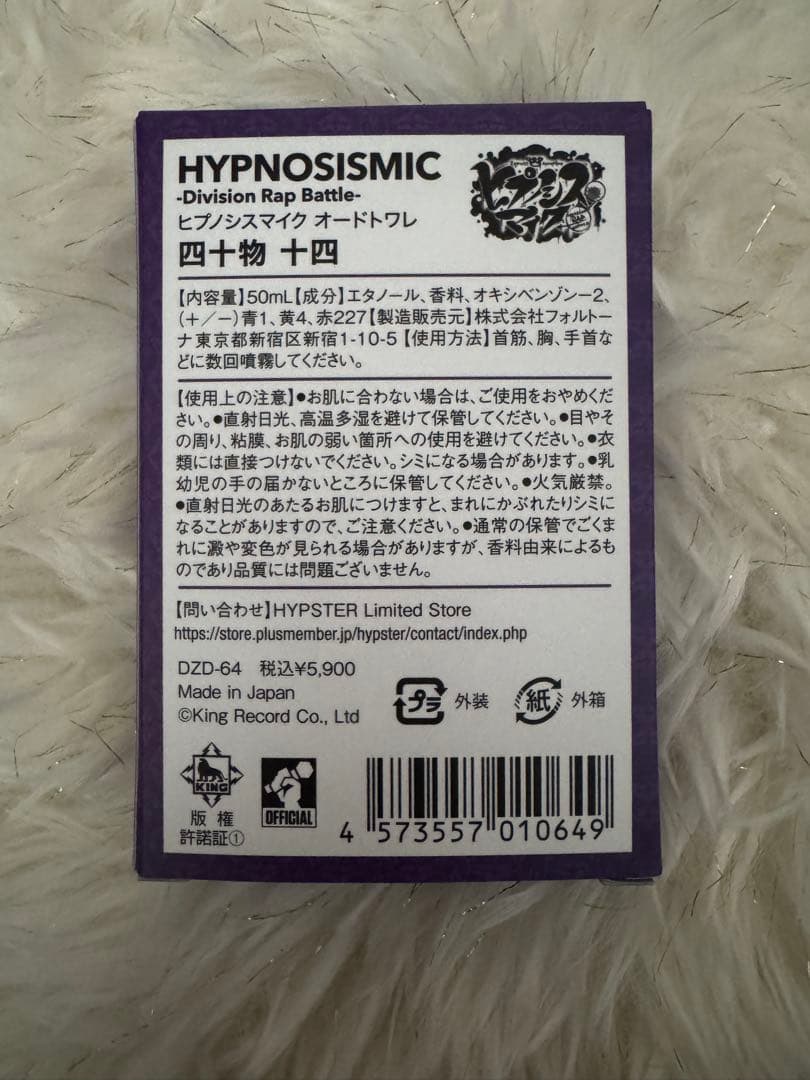 HYPNOSISMIC
-Division Rap Battle-
ヒプノシスマイク オードトワレ
四十物 十四
ヒプノシス
マイク
【内容量】50mL【成分】エタノール、香料、オキシベンゾン−2、
(+/−)青1、黄4、赤227【製造販売元】株式会社フォルトー
ナ 東京都新宿区新宿1-10-5【使用方法】首筋、胸、手首な
どに数回噴霧してください。
【使用上の注意】●お肌に合わない場合は、ご使用をおやめくだ
さい。●直射日光、高温多湿を避けて保管してください。●目やそ
の周り、粘膜、お肌の弱い箇所への使用を避けてください。●衣
類には直接つけないでください。シミになる場合があります。●乳
幼児の手の届かないところに保管してください。●火気厳禁。
●直射日光のあたるお肌につけますと、まれにかぶれたりシミに
なることがありますので、ご注意ください。●通常の保管でごくま
れに澱や変色が見られる場合がありますが、香料由来によるも
のであり品質には問題ございません。
【問い合わせ】HYPSTER Limited Store
https://store.plusmember.jp/hypster/contact/index.php
DZD-64 税込¥5,900
Made in Japan
©King Record Co., Ltd
プラ 外装
紙 外箱
KING
版権
許諾証①
OFFICIAL
4 573557 010649